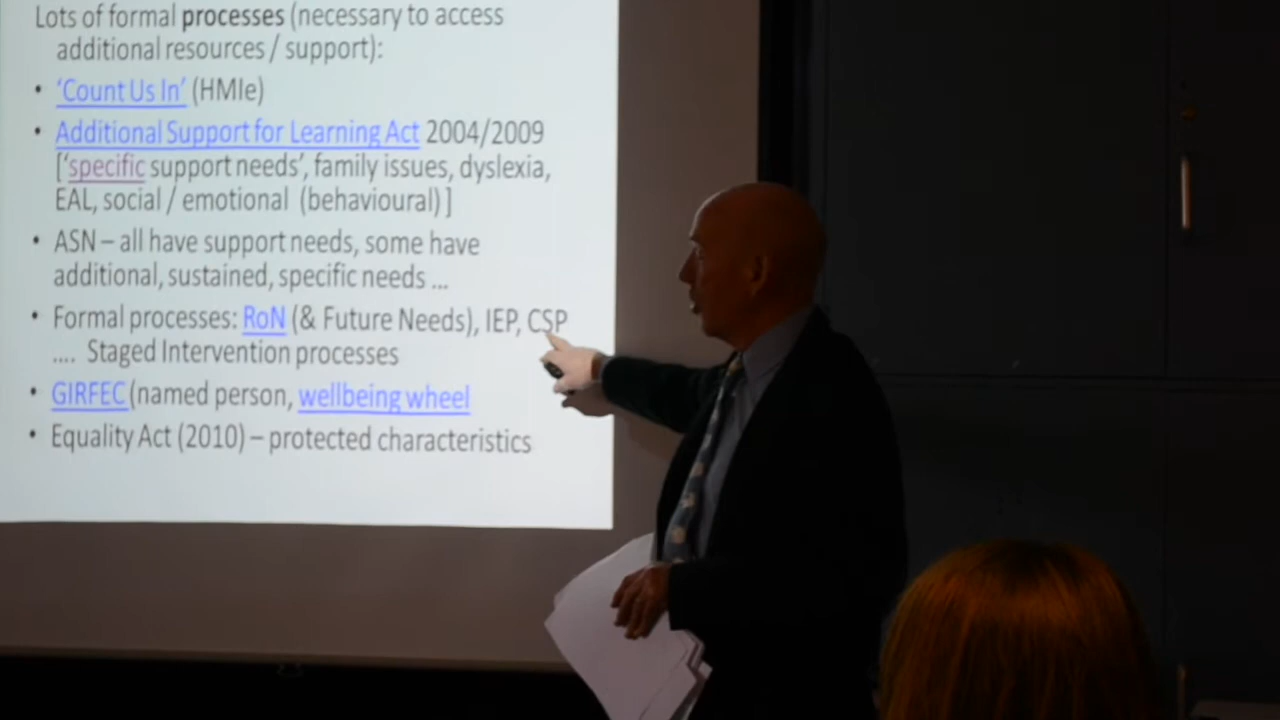 Lots of formal processes (necessary to access
additional resources / support):
• 'Count Us In' (HMIe)
• Additional Support for Learning Act 2004/2009
['specific support needs', family issues, dyslexia,
EAL, social / emotional (behavioural) ]
• ASN – all have support needs, some have
additional, sustained, specific needs ...
• Formal processes: RoN (& Future Needs), IEP, CSP
.... Staged Intervention processes
• GIRFEC (named person, wellbeing wheel
• Equality Act (2010) – protected characteristics